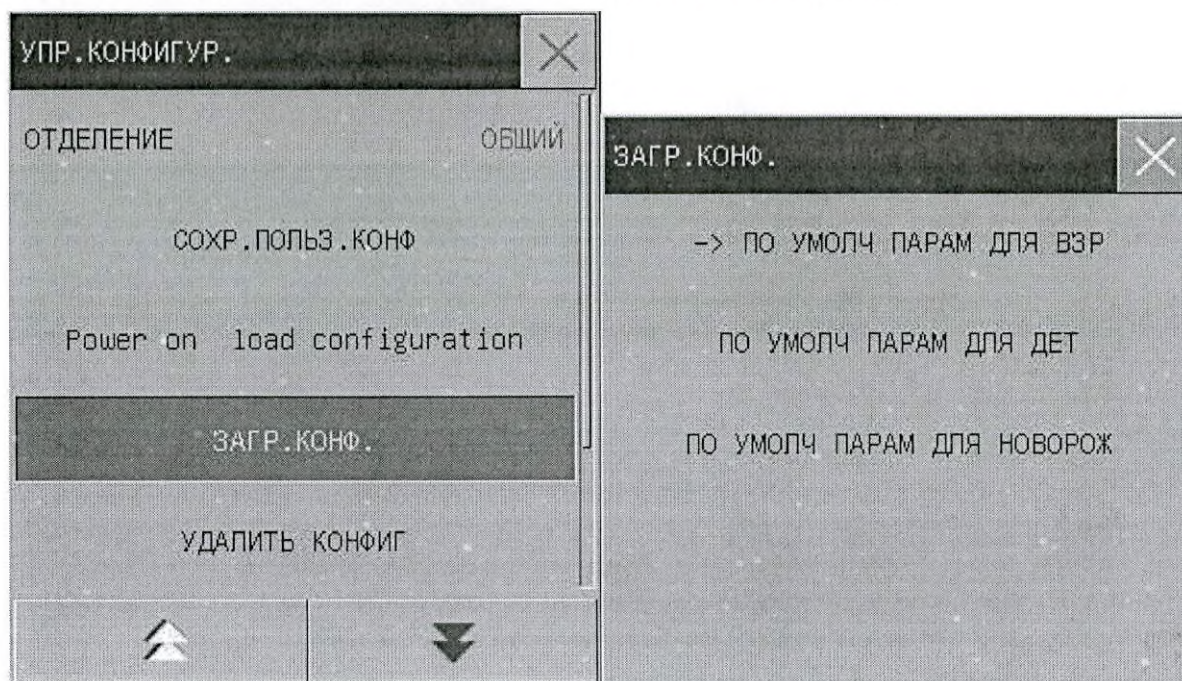 УПР.КОНФИГУР.
ОТДЕЛЕНИЕ ОБЩИЙ
СОХР.ПОЛЬЗ.КОНФ
Power on load configuration
ЗАГР.КОНФ.
УДАЛИТЬ КОНФИГ
ЗАГР.КОНФ.
-> ПО УМОЛЧ ПАРАМ ДЛЯ ВЗР
ПО УМОЛЧ ПАРАМ ДЛЯ ДЕТ
ПО УМОЛЧ ПАРАМ ДЛЯ НОВОРОЖ